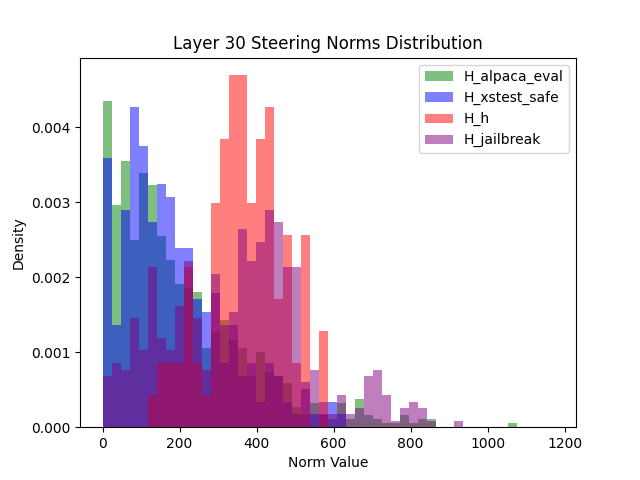 Layer 30 Steering Norms Distribution
H_alpaca_eval
H_xstest_safe
H_h
H_jailbreak
Density
0.004
0.003
0.002
0.001
0.000
0
200
400
600
800
1000
1200
Norm Value